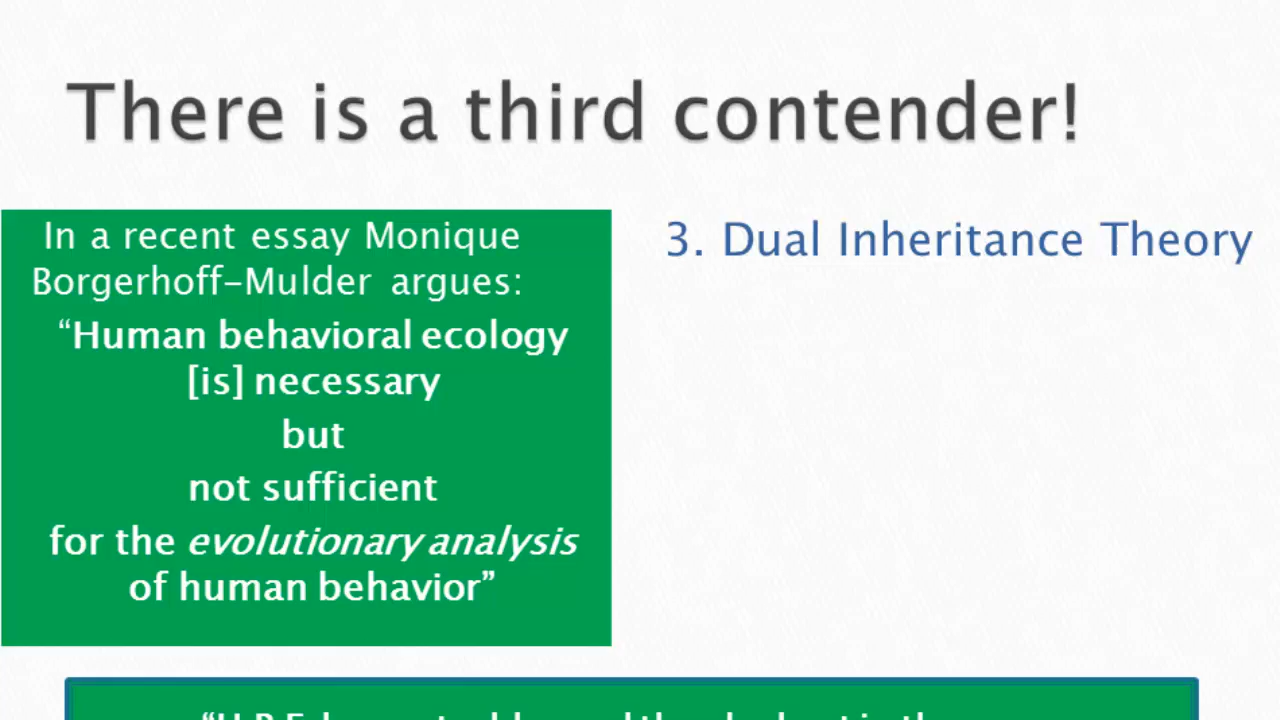 There is a third contender!
In a recent essay Monique
Borgerhoff-Mulder argues:
“Human behavioral ecology
[is] necessary
but
not sufficient
for the evolutionary analysis
of human behavior”
3. Dual Inheritance Theory